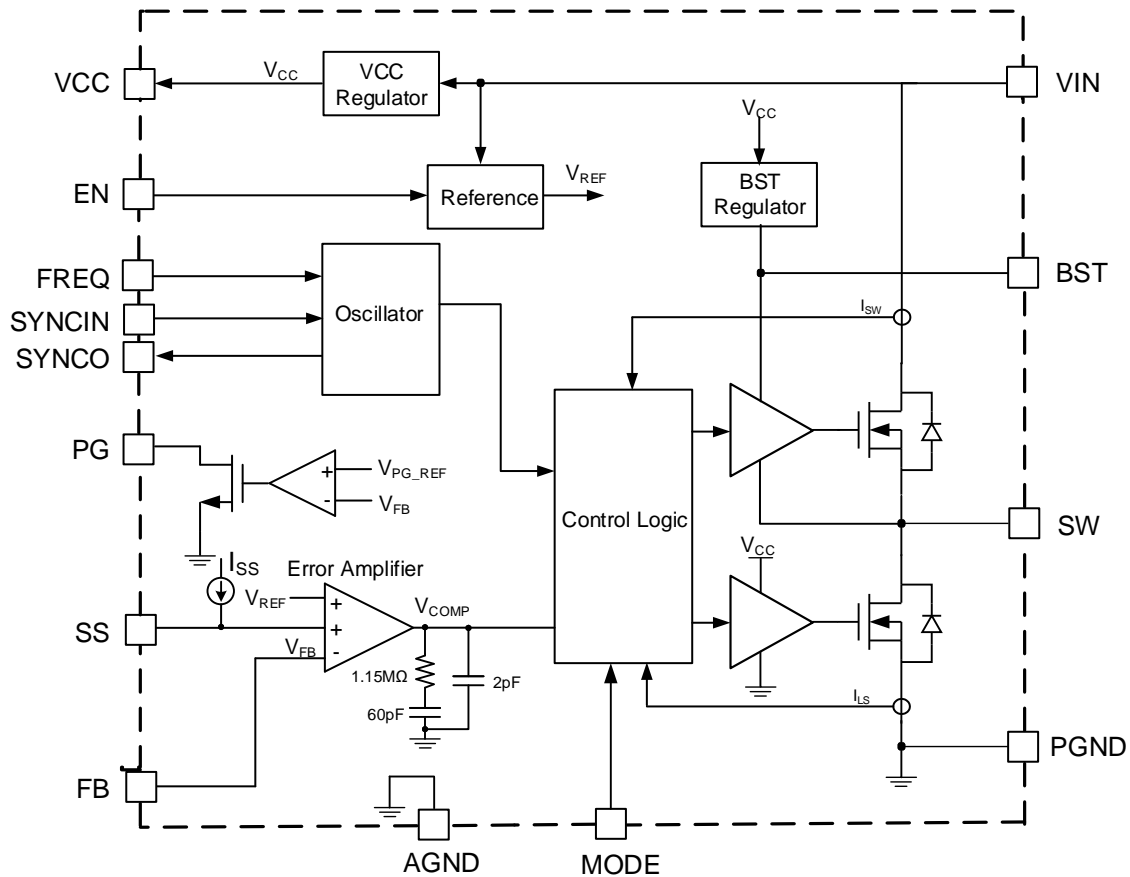 VCC
VCC
VCC
Regulator
VIN
VCC
EN
Reference
VREF
BST
Regulator
FREQ
SYNCIN
SYNCO
Oscillator
BST
ISW
PG
VPG_REF
VFB
+
-
Control Logic
SW
VCC
ISS
Error Amplifier
VREF
+
+
-
VCOMP
SS
VFB
1.15MΩ
2pF
60pF
ILS
PGND
FB
AGND
MODE